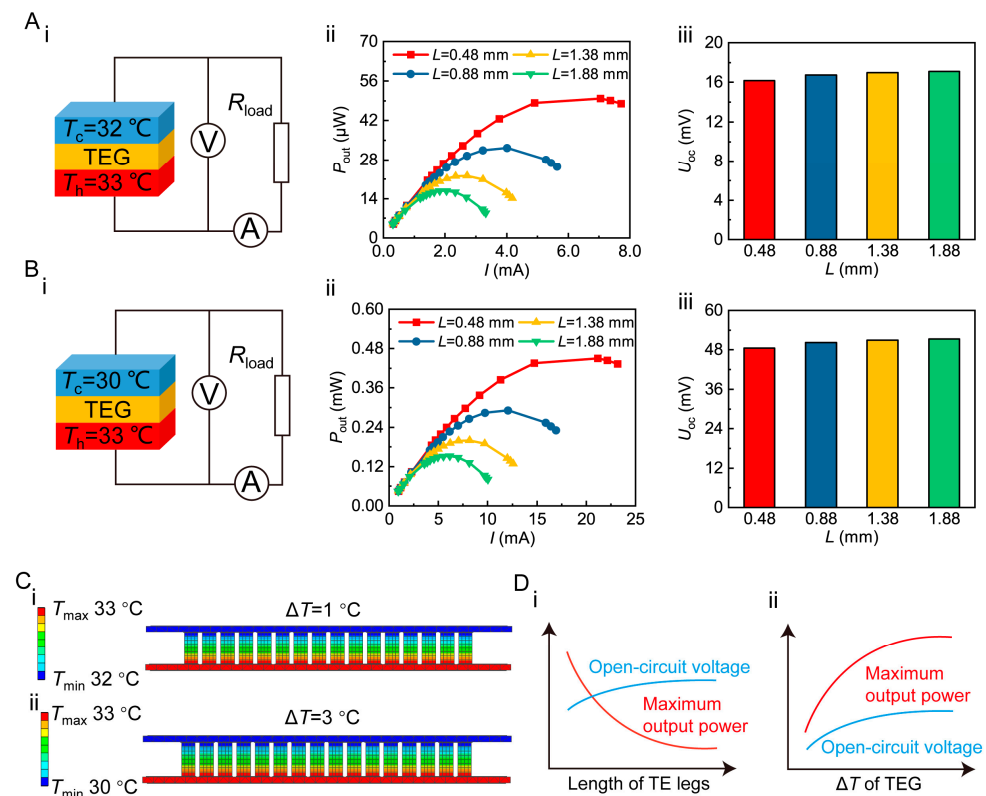 A
i
T_c=32 ℃
TEG
T_h=33 ℃
V
A
R_load
ii
70
56
42
28
14
0
P_out (μW)
L=0.48 mm
L=1.38 mm
L=0.88 mm
L=1.88 mm
0.0 2.0 4.0 6.0 8.0
I (mA)
iii
20
16
12
8
4
0
U_oc (mV)
0.48 0.88 1.38 1.88
L (mm)
B
i
T_c=30 ℃
TEG
T_h=33 ℃
V
A
R_load
ii
0.60
0.48
0.36
0.24
0.12
0.00
P_out (mW)
L=0.48 mm
L=1.38 mm
L=0.88 mm
L=1.88 mm
0 5 10 15 20 25
I (mA)
iii
60
48
36
24
12
0
U_oc (mV)
0.48 0.88 1.38 1.88
L (mm)
C
i
T_max 33 °C
ΔT=1 °C
T_min 32 °C
ii
T_max 33 °C
ΔT=3 °C
T_min 30 °C
D
i
Open-circuit voltage
Maximum
output power
Length of TE legs
ii
Maximum
output power
Open-circuit voltage
ΔT of TEG